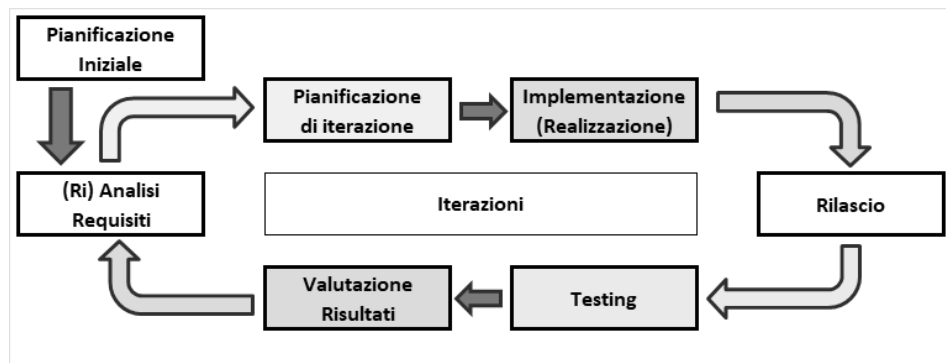 Pianificazione
Iniziale
Pianificazione
di iterazione
Implementazione
(Realizzazione)
(Ri) Analisi
Requisiti
Iterazioni
Rilascio
Valutazione
Risultati
Testing